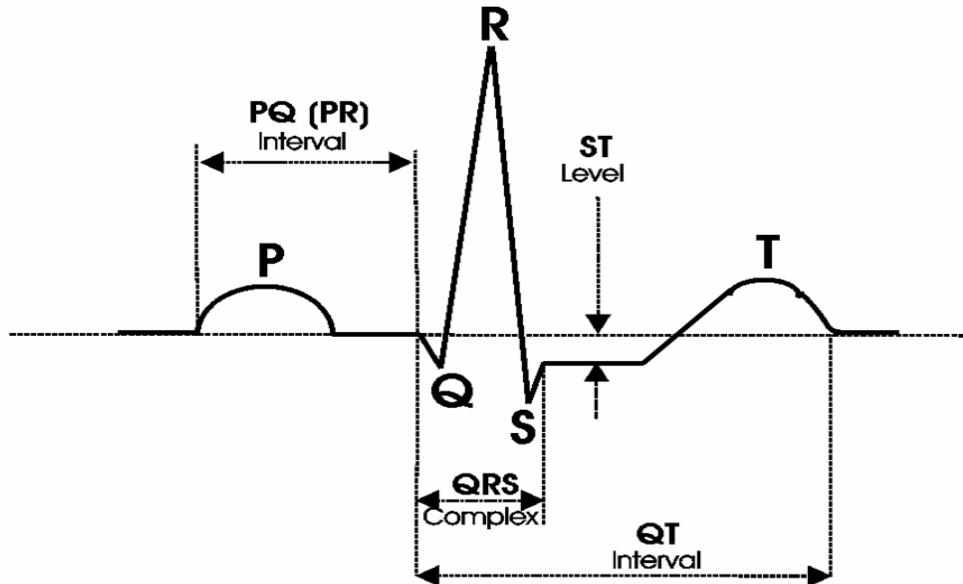 R
PQ (PR)
Interval
ST
Level
P
T
Q
S
QRS
Complex
QT
Interval